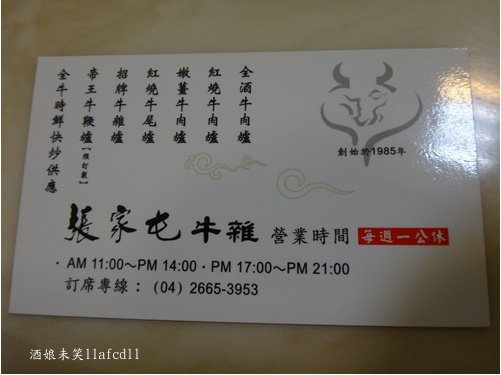 全酒牛肉爐
紅燒牛肉爐
嫩薑牛肉爐
紅燒牛尾爐
招牌牛雜爐
帝王牛鞭爐【預訂製】
全牛時鮮快炒供應
創始於1985年
張家屯牛雜 營業時間 每週一公休
· AM 11:00～PM 14:00 · PM 17:00～PM 21:00
訂席專線：(04) 2665-3953
酒娘未笑llafcdll